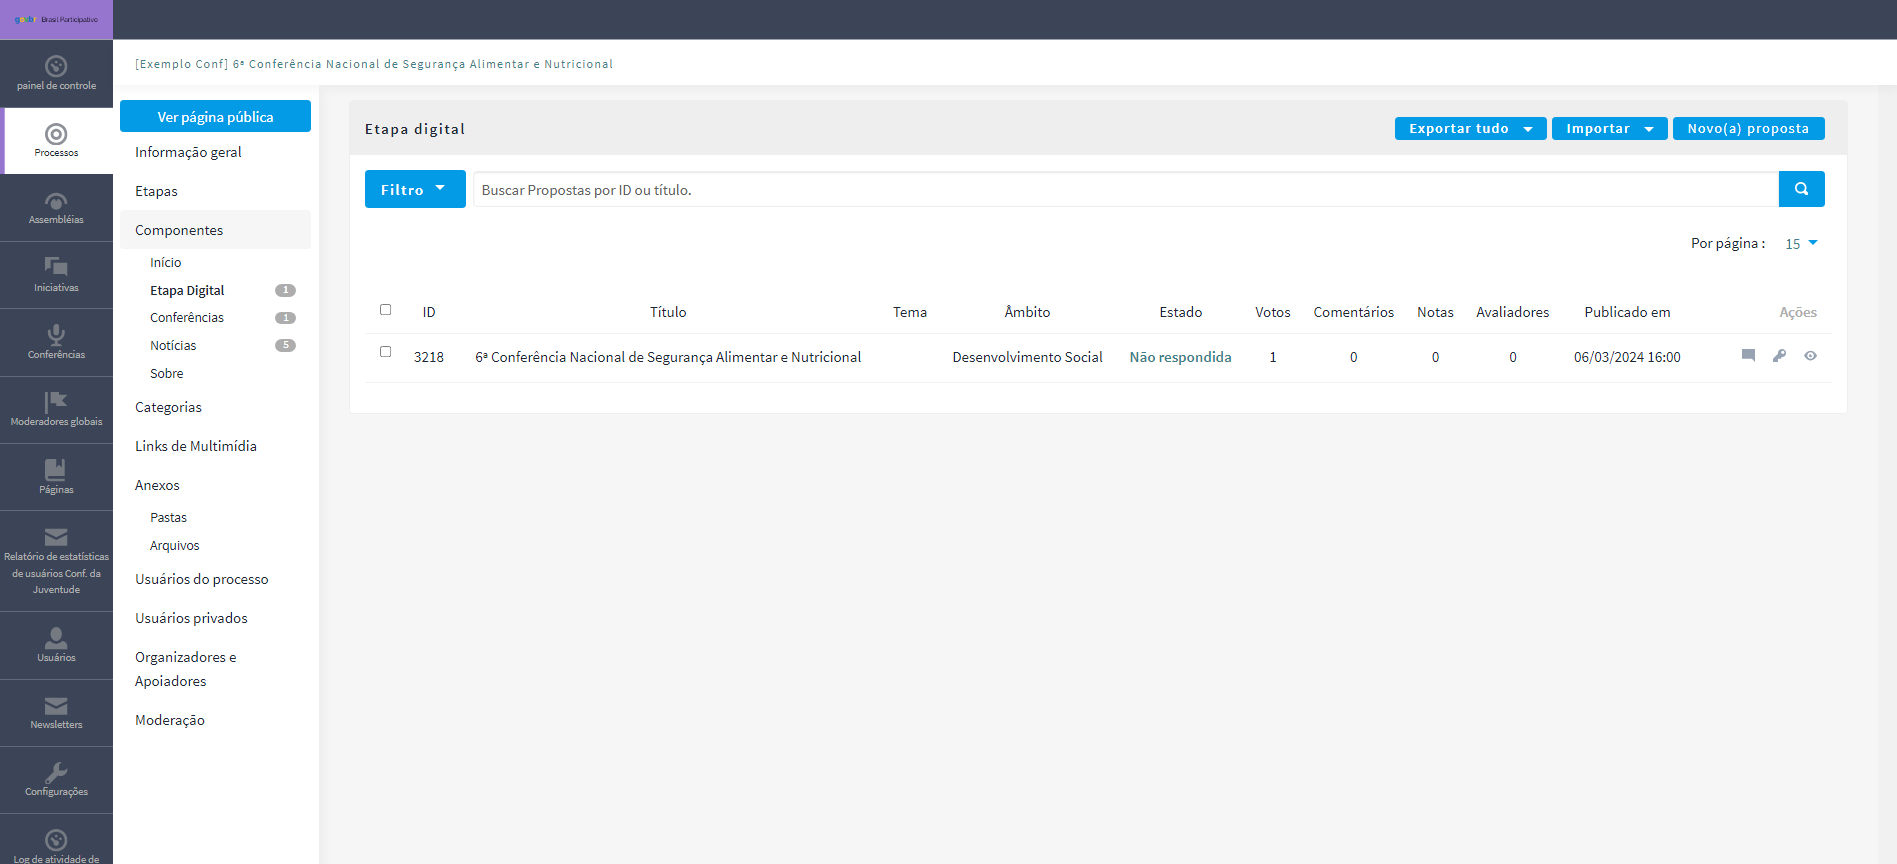 gov.br Brasil Participativo
painel de controle
Processos
Assembléias
Iniciativas
Conferências
Moderadores globais
Páginas
Relatório de estatísticas
de usuários Conf. da
Juventude
Usuários
Newsletters
Configurações
Log de atividade de
[Exemplo Conf] 6ª Conferência Nacional de Segurança Alimentar e Nutricional
Ver página pública
Informação geral
Etapas
Componentes
Início
Etapa Digital 1
Conferências 1
Notícias 5
Sobre
Categorias
Links de Multimídia
Anexos
Pastas
Arquivos
Usuários do processo
Usuários privados
Organizadores e
Apoiadores
Moderação
Etapa digital Exportar tudo Importar Novo(a) proposta
Filtro Buscar Propostas por ID ou título.
Por página : 15
ID Título Tema Âmbito Estado Votos Comentários Notas Avaliadores Publicado em Ações
3218 6ª Conferência Nacional de Segurança Alimentar e Nutricional Desenvolvimento Social Não respondida 1 0 0 0 06/03/2024 16:00